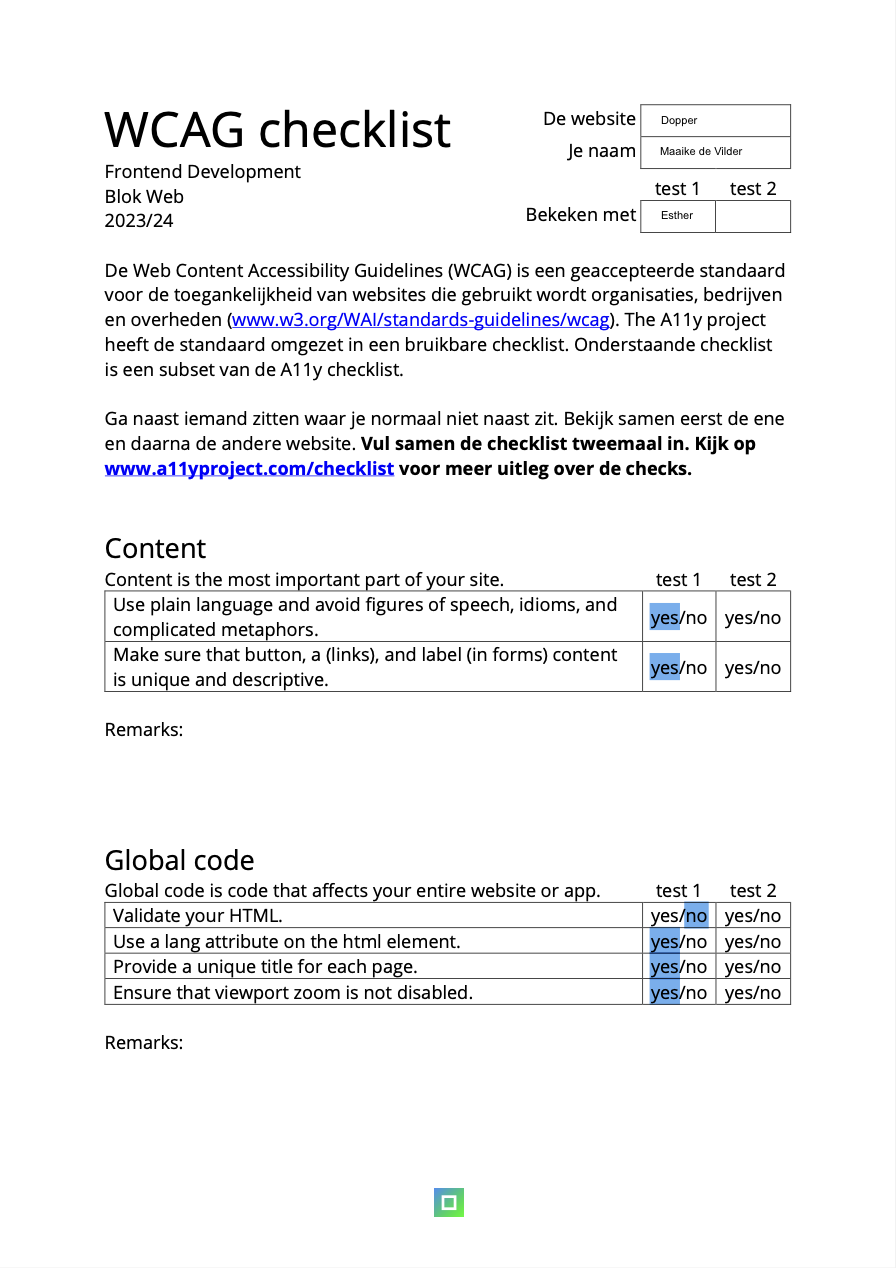 WCAG checklist
Frontend Development
Blok Web
2023/24
De website Dopper
Je naam Maaike de Vilder
test 1 test 2
Bekeken met Esther
De Web Content Accessibility Guidelines (WCAG) is een geaccepteerde standaard
voor de toegankelijkheid van websites die gebruikt wordt organisaties, bedrijven
en overheden (www.w3.org/WAI/standards-guidelines/wcag). The A11y project
heeft de standaard omgezet in een bruikbare checklist. Onderstaande checklist
is een subset van de A11y checklist.
Ga naast iemand zitten waar je normaal niet naast zit. Bekijk samen eerst de ene
en daarna de andere website. Vul samen de checklist tweemaal in. Kijk op
www.a11yproject.com/checklist voor meer uitleg over de checks.
Content
Content is the most important part of your site. test 1 test 2
Use plain language and avoid figures of speech, idioms, and
complicated metaphors. yes/no yes/no
Make sure that button, a (links), and label (in forms) content
is unique and descriptive. yes/no yes/no
Remarks:
Global code
Global code is code that affects your entire website or app. test 1 test 2
Validate your HTML. yes/no yes/no
Use a lang attribute on the html element. yes/no yes/no
Provide a unique title for each page. yes/no yes/no
Ensure that viewport zoom is not disabled. yes/no yes/no
Remarks: